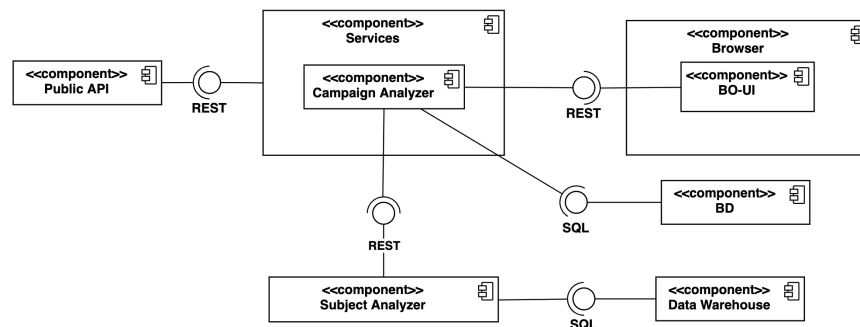 <<component>>
Services
<<component>>
Browser
<<component>>
Public API
REST
<<component>>
Campaign Analyzer
REST
<<component>>
BO-UI
<<component>>
BD
SQL
REST
<<component>>
Subject Analyzer
SQL
<<component>>
Data Warehouse